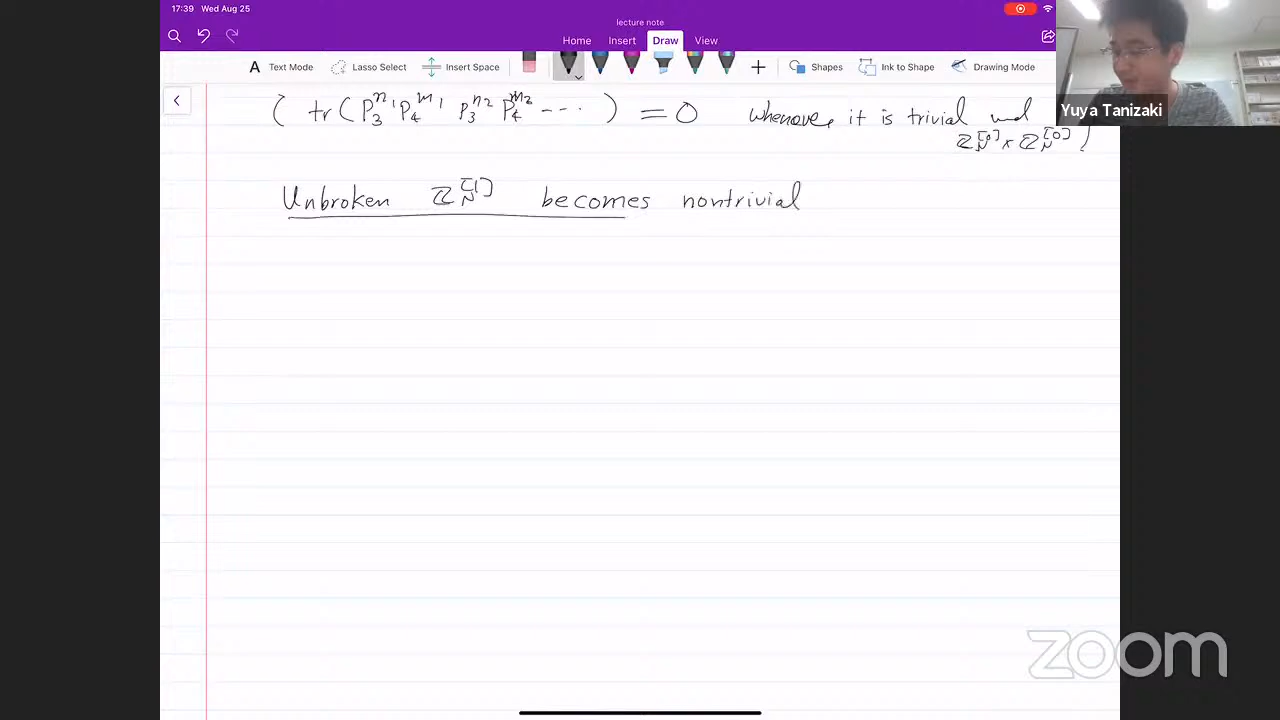 17:39 Wed Aug 25
lecture note
Home Insert Draw View
Text Mode Lasso Select Insert Space Shapes Ink to Shape Drawing Mode
( tr( P₃^{n₁} P₄^{m₁} P₃^{n₂} P₄^{m₂} ⋯ ) = 0 whenever it is trivial und
ℤ_N^{[0]} × ℤ_N^{[0]} )
Yuya Tanizaki
Unbroken ℤ_N^{[1]} becomes nontrivial
zoom